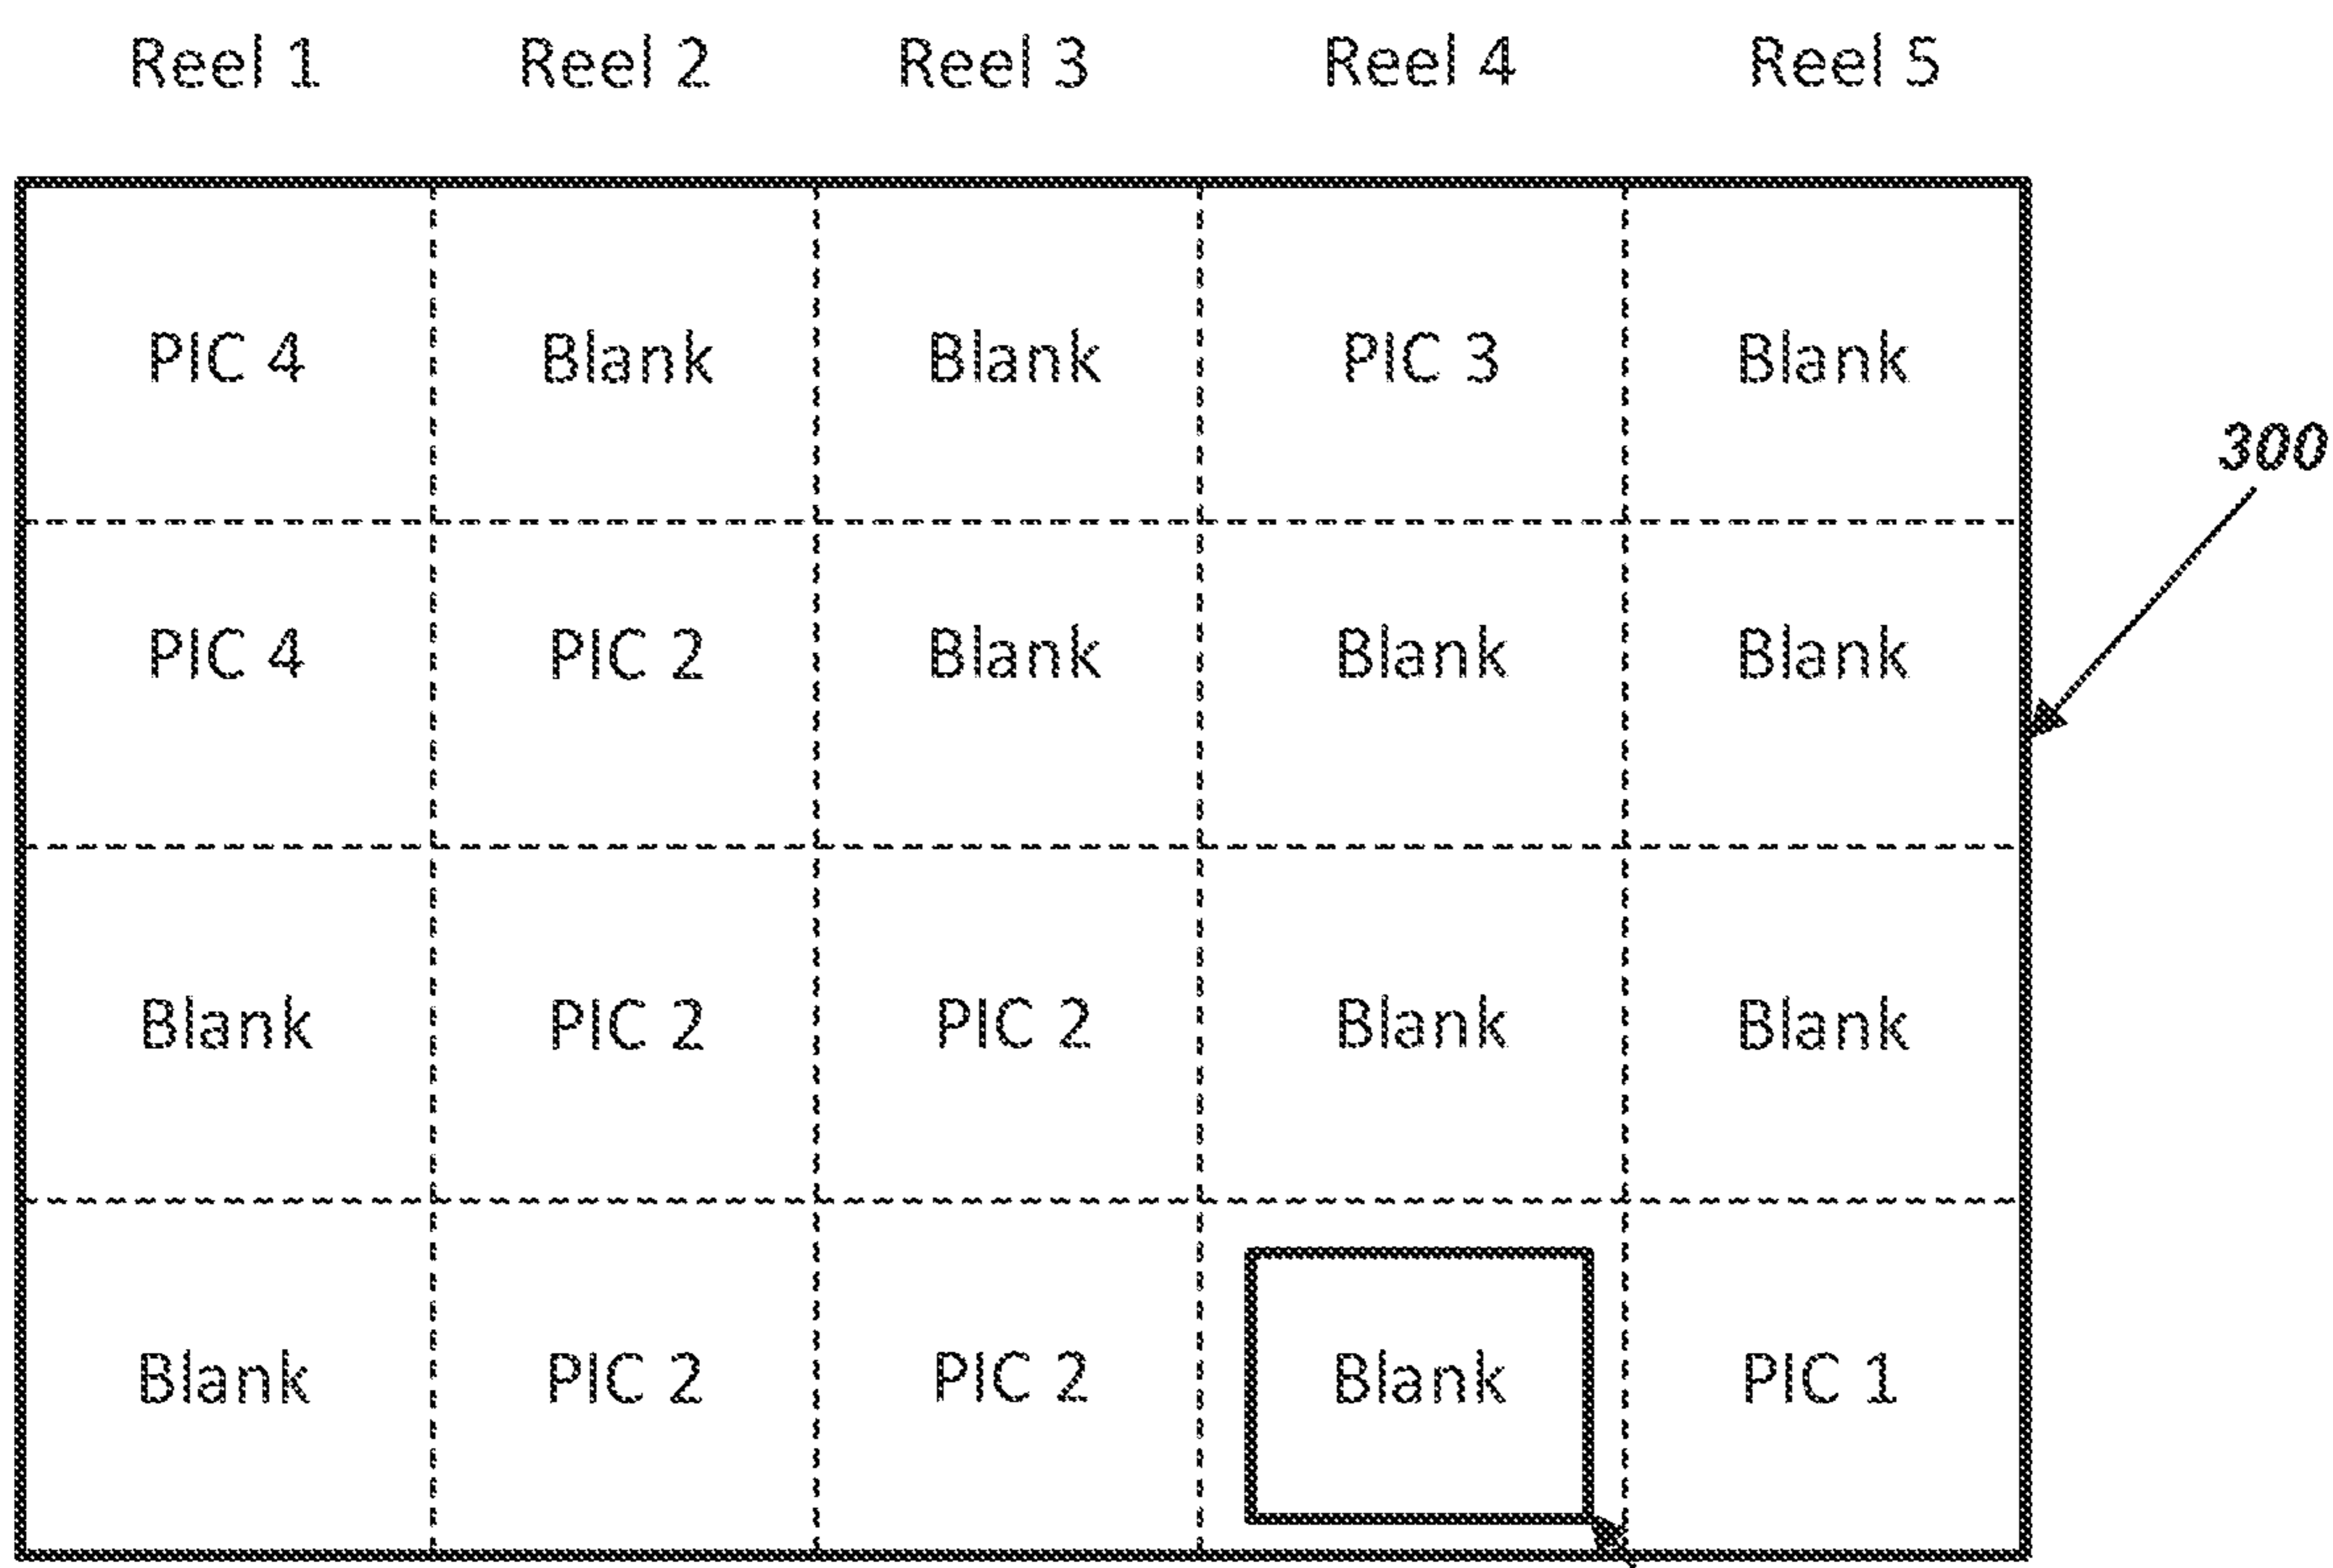 Reel 1 Reel 2 Reel 3 Reel 4 Reel 5
PIC 4 Blank Blank PIC 3 Blank
300
PIC 4 PIC 2 Blank Blank Blank
Blank PIC 2 PIC 2 Blank Blank
Blank PIC 2 PIC 2 Blank PIC 1